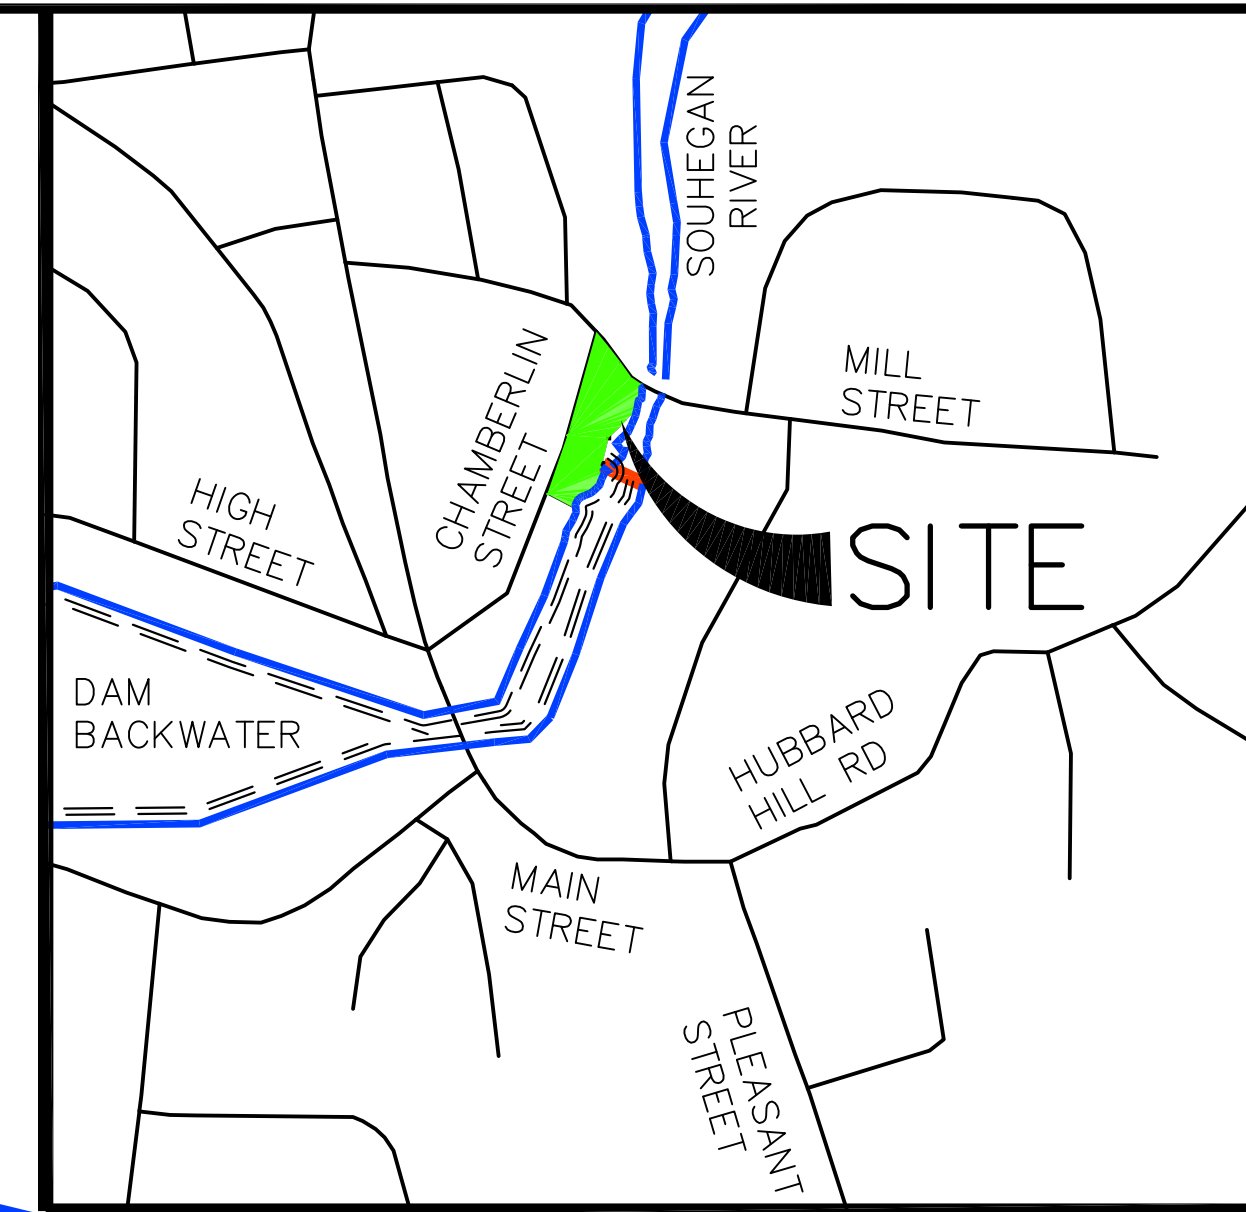 SOUHEGAN
RIVER
MILL
STREET
CHAMBERLIN
STREET
HIGH
STREET
SITE
DAM
BACKWATER
HUBBARD
HILL RD
MAIN
STREET
PLEASANT
STREET